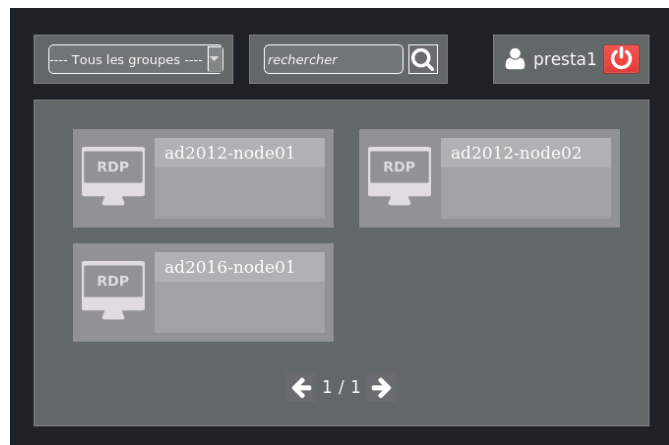 ---- Tous les groupes ----
rechercher
presta1
RDP
ad2012-node01
RDP
ad2012-node02
RDP
ad2016-node01
1 / 1